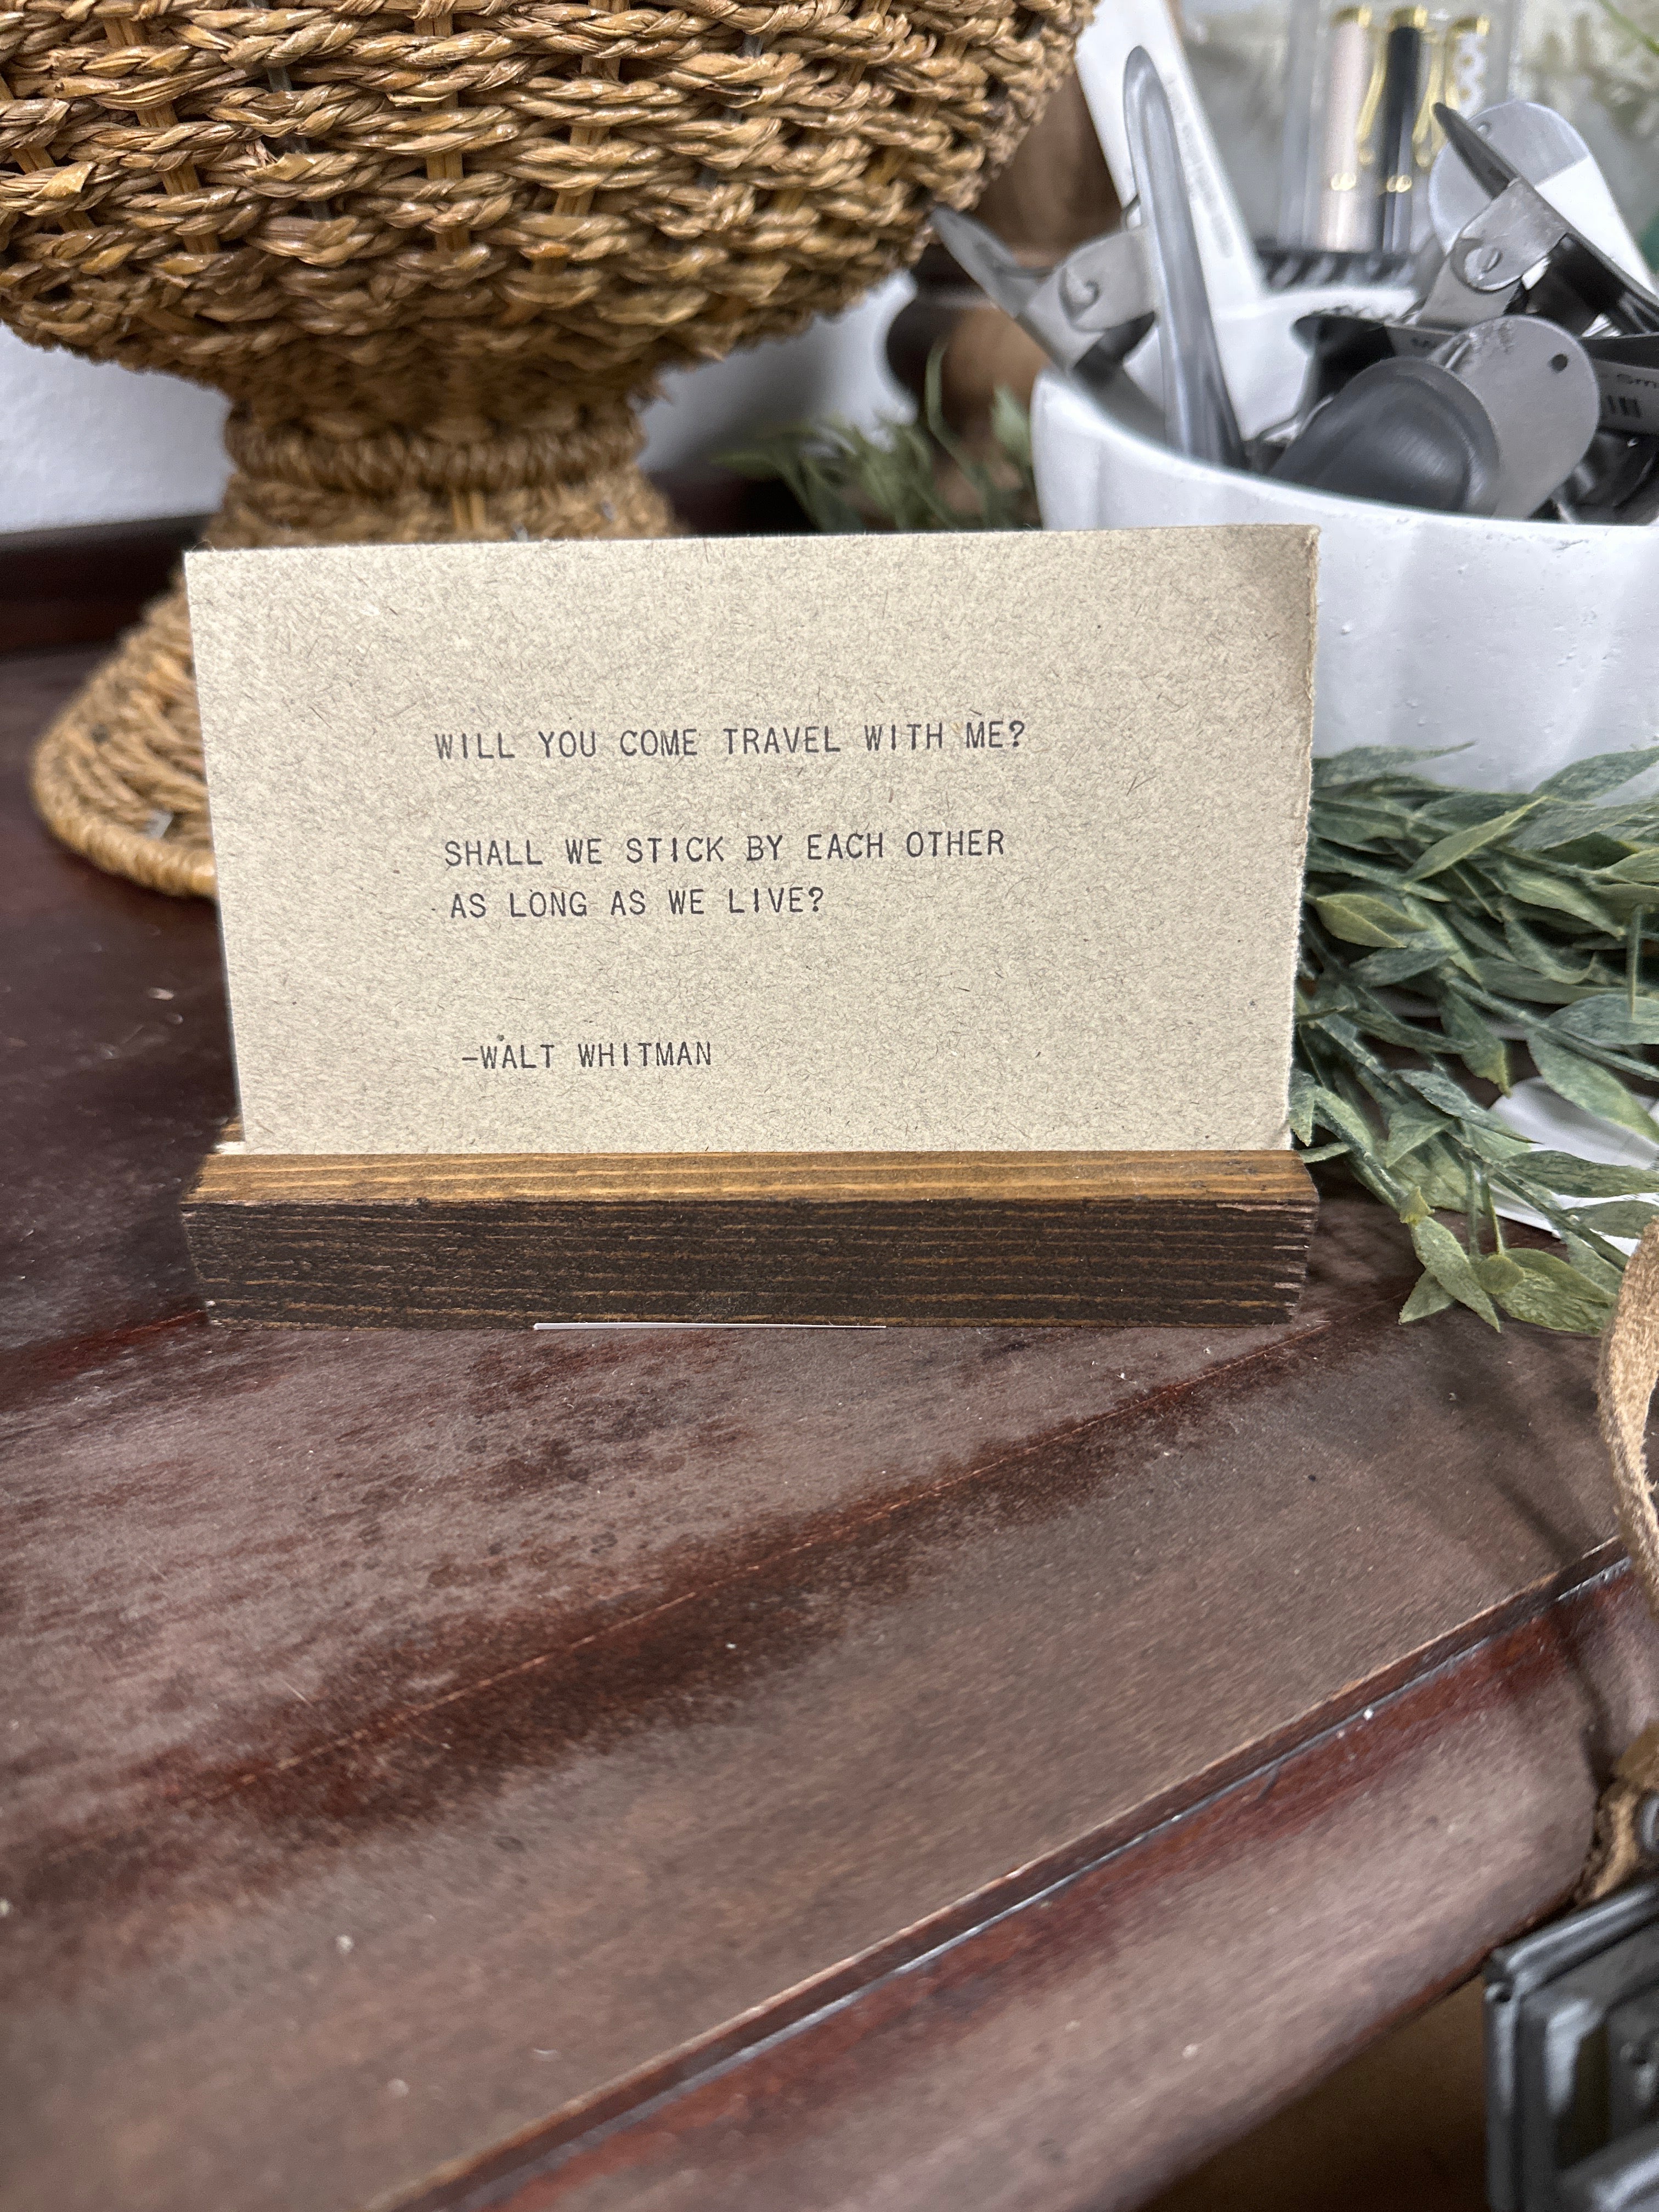 WILL YOU COME TRAVEL WITH ME?
SHALL WE STICK BY EACH OTHER
AS LONG AS WE LIVE?
-WALT WHITMAN